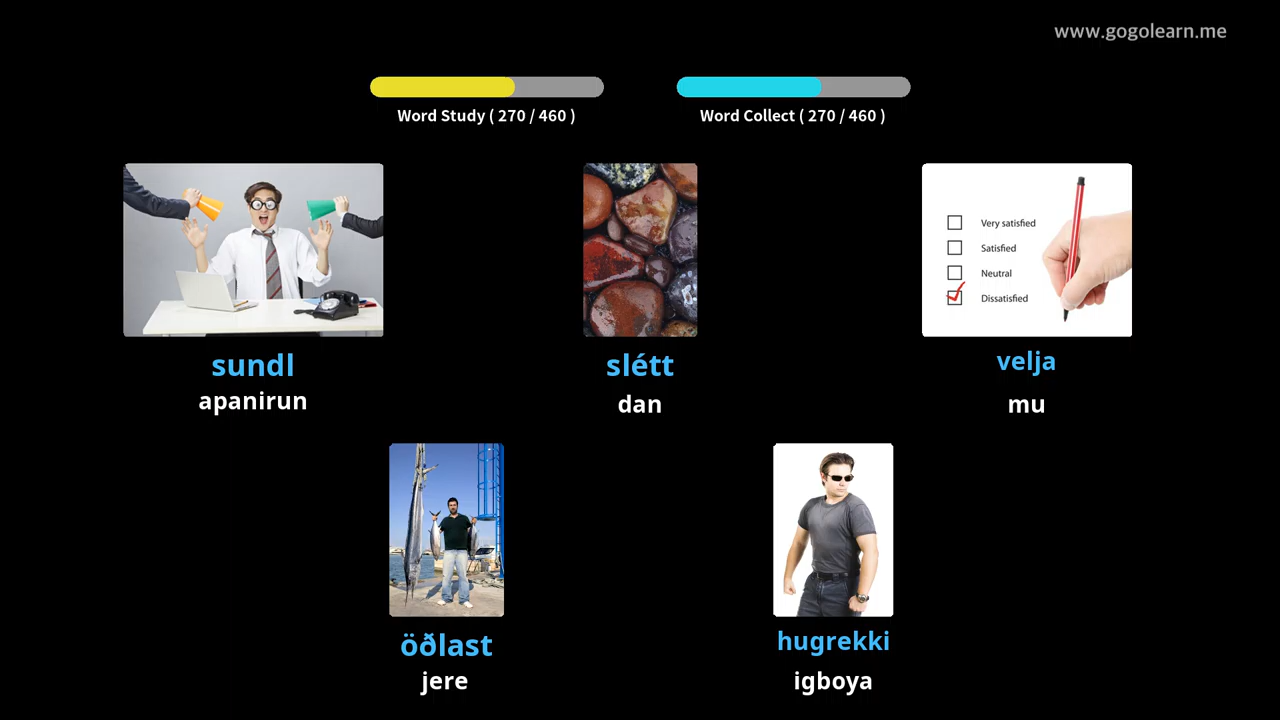 www.gogolearn.me
Word Study ( 270 / 460 )
Word Collect ( 270 / 460 )
Very satisfied
Satisfied
Neutral
Dissatisfied
sundl
apanirun
slétt
dan
velja
mu
öðlast
jere
hugrekki
igboya